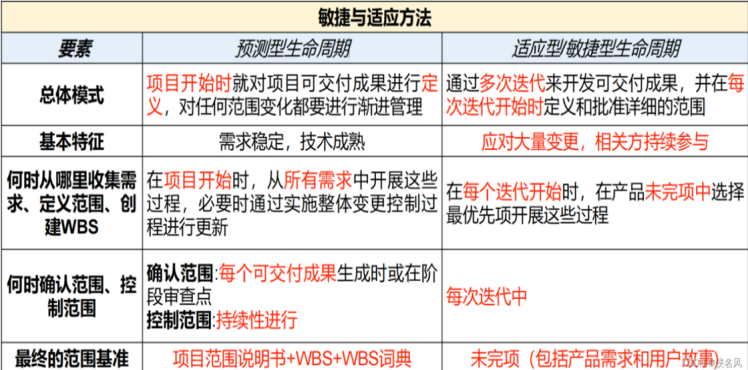 敏捷与适应方法
要素
预测型生命周期
适应型/敏捷型生命周期
总体模式
项目开始时就对项目可交付成果进行定
义，对任何范围变化都要进行渐进管理
通过多次迭代来开发可交付成果，并在每
次迭代开始时定义和批准详细的范围
基本特征
需求稳定，技术成熟
应对大量变更，相关方持续参与
何时从哪里收集需
求、定义范围、创
建WBS
在项目开始时，从所有需求中开展这些
过程，必要时通过实施整体变更控制过
程进行更新
在每个迭代开始时，在产品未完项中选择
最优先项开展这些过程
何时确认范围、控
制范围
确认范围:每个可交付成果生成时或在阶
段审查点
控制范围:持续性进行
每次迭代中
最终的范围基准
项目范围说明书+WBS+WBS词典
未完项（包括产品需求和用户故事）